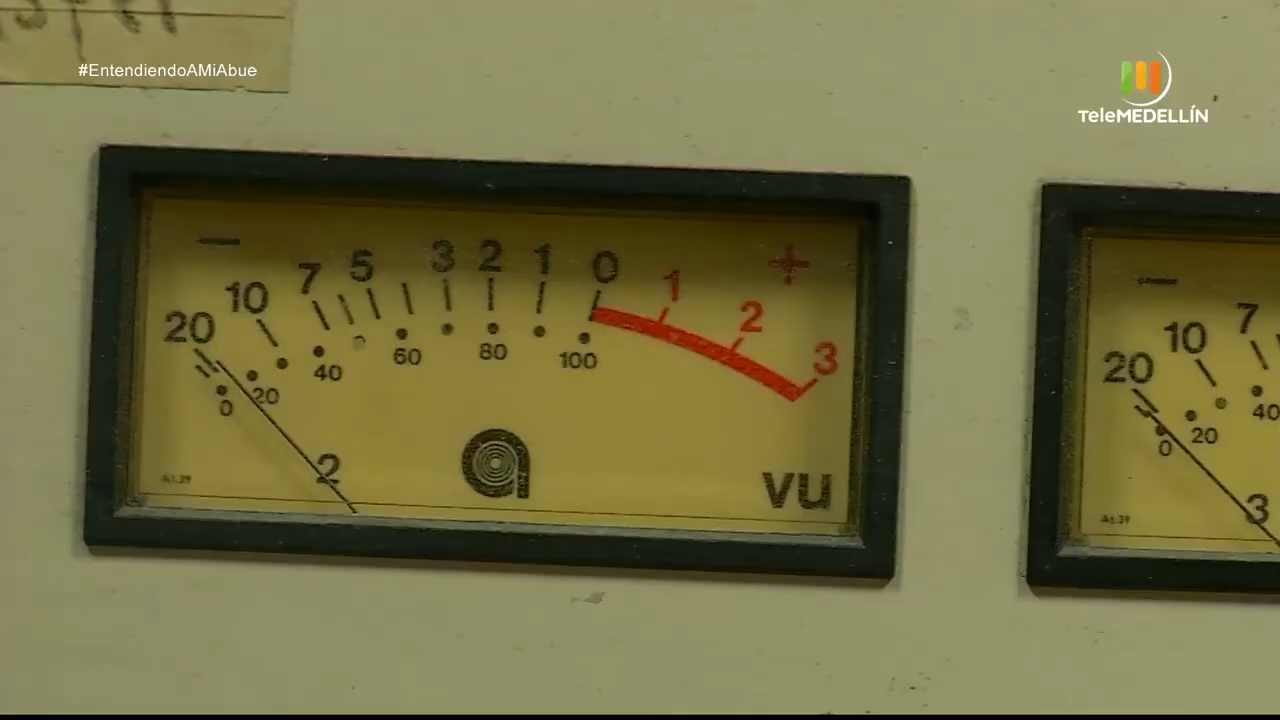 #EntendiendoAMiAbue
TeleMEDELLÍN
20 10 7 5 3 2 1 0 1 2 3 +
0 20 40 60 80 100
2
VU
20 10 7
0 20 40
3